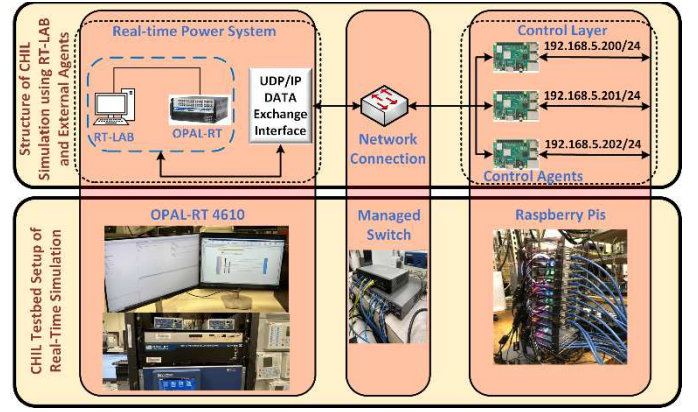 Structure of CHIL
Simulation using RT-LAB
and External Agents
Real-time Power System
RT-LAB
OPAL-RT
UDP/IP
DATA
Exchange
Interface
Network
Connection
Control Layer
192.168.5.200/24
192.168.5.201/24
192.168.5.202/24
Control Agents
CHIL Testbed Setup of
Real-Time Simulation
OPAL-RT 4610
Managed
Switch
Raspberry Pis